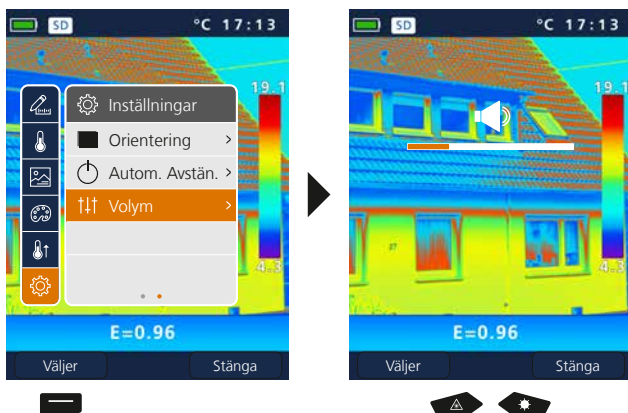 SD °C 17:13
19.1
Inställningar
Orientering
Autom. Avstän.
Volym
4.3
E=0.96
Väljer Stänga
SD °C 17:13
19.1
4.3
E=0.96
Väljer Stänga